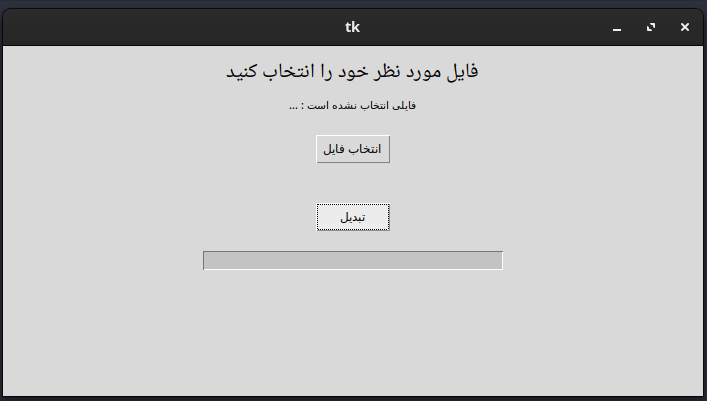 tk
فایل مورد نظر خود را انتخاب کنید
فایلی انتخاب نشده است : ...
انتخاب فایل
تبدیل